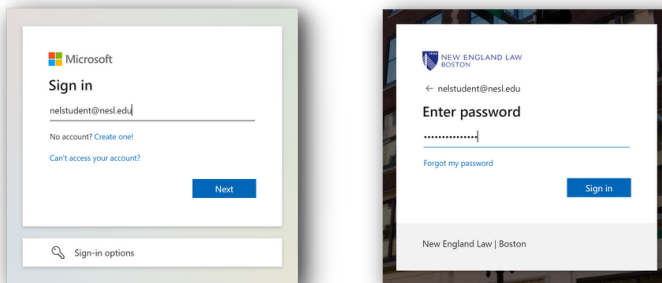 Microsoft
Sign in
nelstudent@nesl.edu
No account? Create one!
Can't access your account?
Next
Sign-in options
NEW ENGLAND LAW
BOSTON
← nelstudent@nesl.edu
Enter password
•••••••••••••••
Forgot my password
Sign in
New England Law | Boston